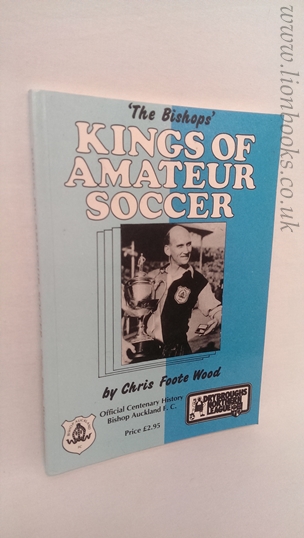 'The Bishops'
KINGS OF
AMATEUR
SOCCER
by Chris Foote Wood
Official Centenary History
Bishop Auckland F. C.
Price £2.95
DRYBROUGHS
NORTHERN
LEAGUE
www.lionbooks.co.uk